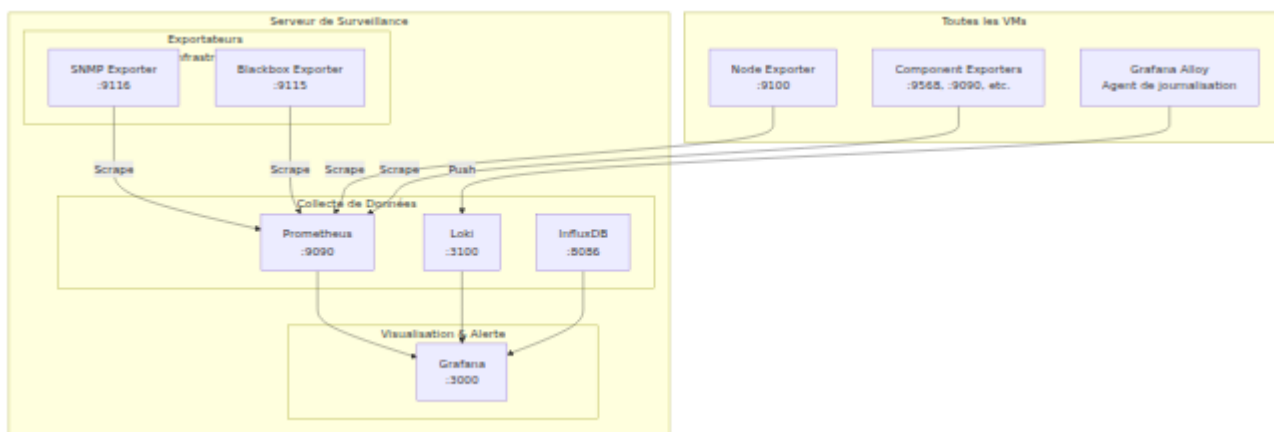 Serveur de Surveillance
Toutes les VMs
Exportateurs
nfrastr
SNMP Exporter
:9116
Blackbox Exporter
:9115
Node Exporter
:9100
Component Exporters
:9568, :9090, etc.
Grafana Alloy
Agent de journalisation
Scrape
Scrape
Scrape
Scrape
Push
Collecte de Données
Prometheus
:9090
Loki
:3100
InfluxDB
:8086
Visualisation & Alerte
Grafana
:3000